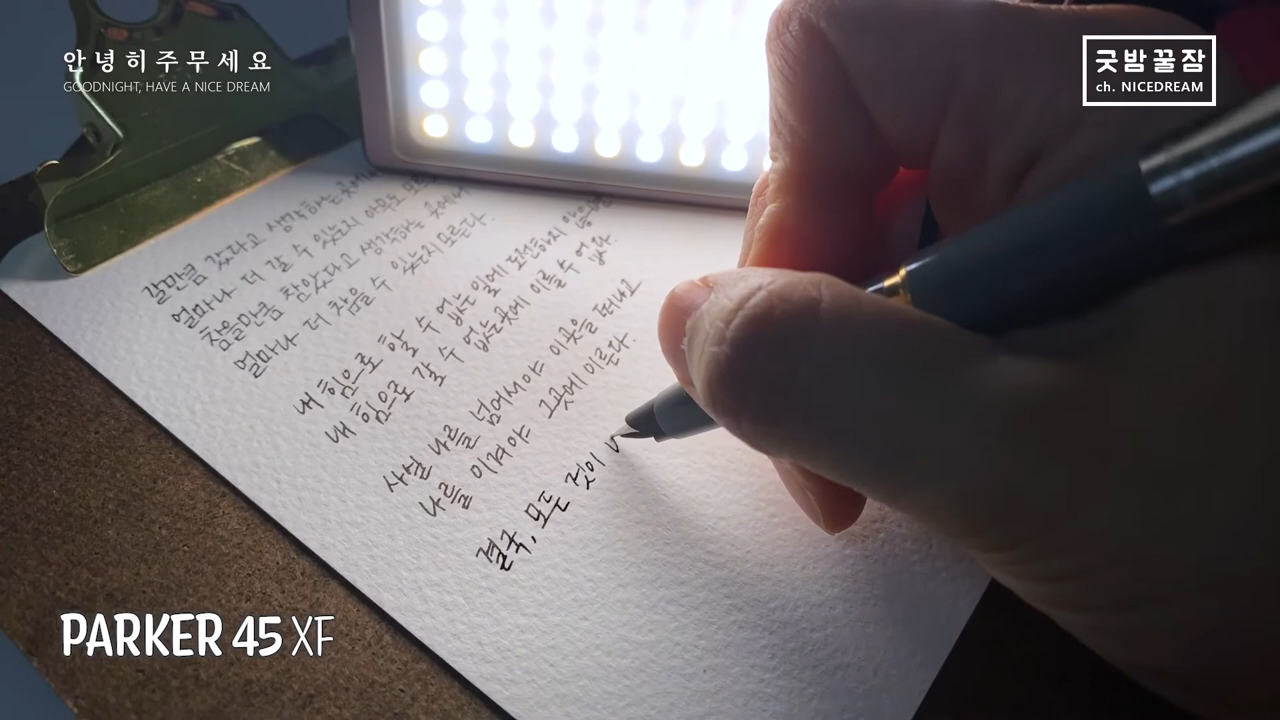 안녕히주무세요
GOODNIGHT, HAVE A NICE DREAM
굿밤꿀잠
ch. NICEDREAM
갈만큼 갔다고 생각하는 곳에서
얼마나 더 갈 수 있는지 아무도 모르
참을만큼 참았다고 생각하는 곳에서
얼마나 더 참을 수 있는지 모른다.
내 힘으로 할 수 없는 일에 도전하지 않으면
내 힘으로 갈 수 없는 곳에 이를 수 없다.
사실 나를 넘어서야 이곳을 떠나고
나를 이겨야 그곳에 이른다.
결국, 모든 것이
PARKER 45 XF